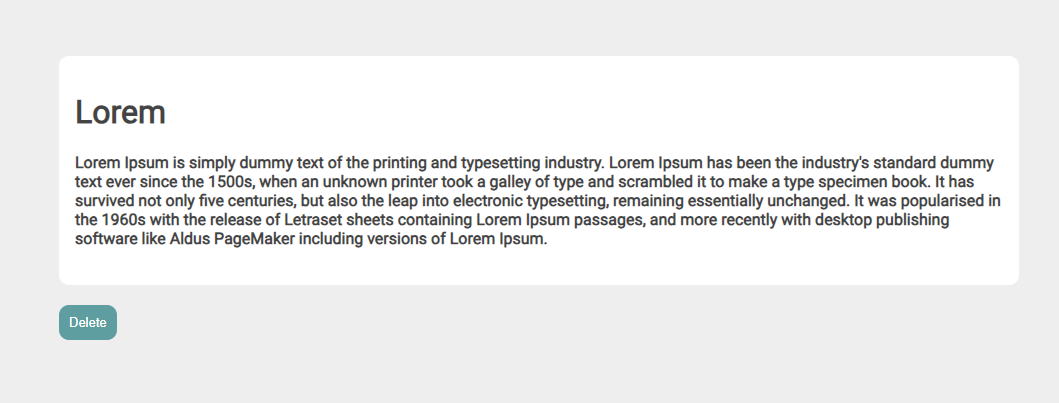 Lorem
Lorem Ipsum is simply dummy text of the printing and typesetting industry. Lorem Ipsum has been the industry's standard dummy
text ever since the 1500s, when an unknown printer took a galley of type and scrambled it to make a type specimen book. It has
survived not only five centuries, but also the leap into electronic typesetting, remaining essentially unchanged. It was popularised in
the 1960s with the release of Letraset sheets containing Lorem Ipsum passages, and more recently with desktop publishing
software like Aldus PageMaker including versions of Lorem Ipsum.
Delete